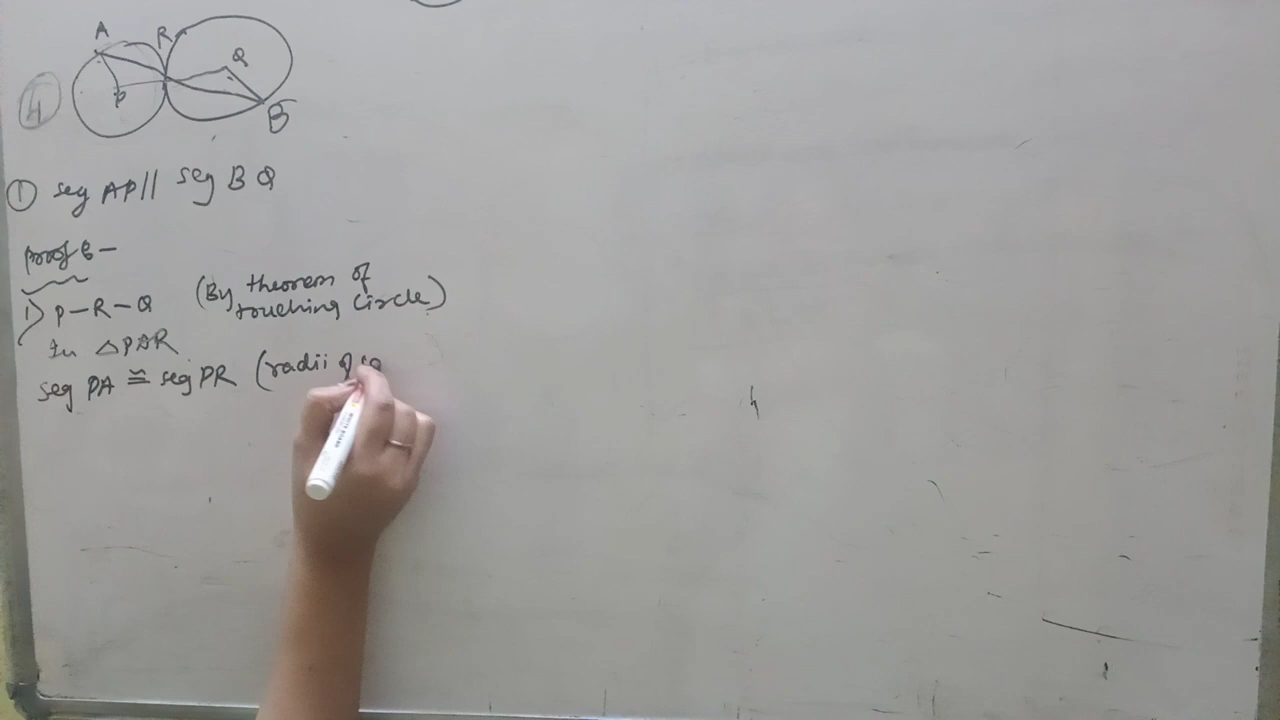 A R
Q
4 P
B
① seg AP // seg BQ
Proof :-
1) P-R-Q (By theorem of
touching circle)
In △PAR
seg PA ≅ seg PR (radii of